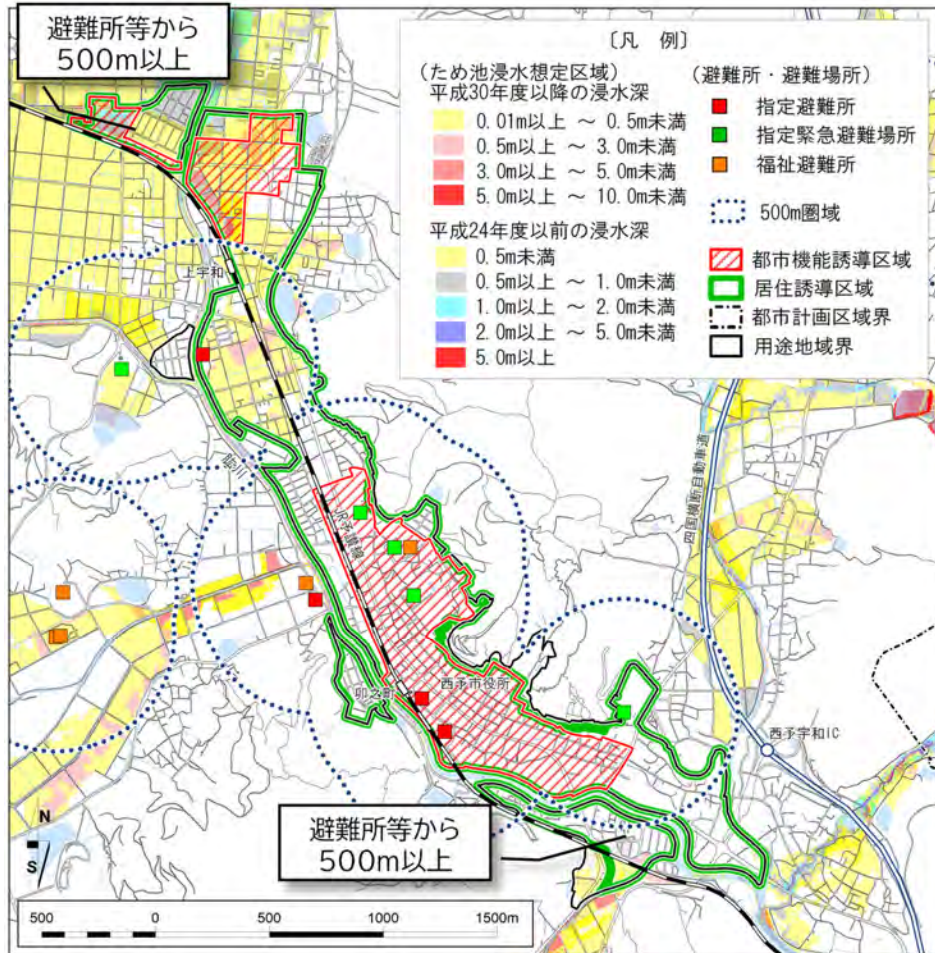 避難所等から
500m以上
〔凡 例〕
(ため池浸水想定区域)
平成30年度以降の浸水深
0.01m以上 ~ 0.5m未満
0.5m以上 ~ 3.0m未満
3.0m以上 ~ 5.0m未満
5.0m以上 ~ 10.0m未満
平成24年度以前の浸水深
0.5m未満
0.5m以上 ~ 1.0m未満
1.0m以上 ~ 2.0m未満
2.0m以上 ~ 5.0m未満
5.0m以上
(避難所・避難場所)
指定避難所
指定緊急避難場所
福祉避難所
500m圏域
都市機能誘導区域
居住誘導区域
都市計画区域界
用途地域界
上宇和
JR予讃線
四国横断自動車道
卯之町
西予市役所
西予宇和IC
避難所等から
500m以上
N
S
500 0 500 1000 1500m